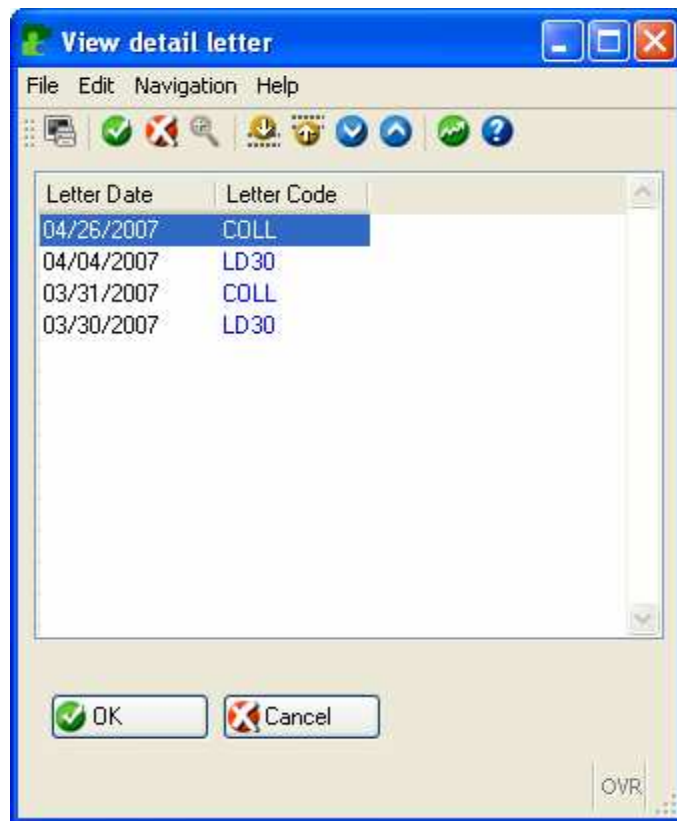 View detail letter
File Edit Navigation Help
Letter Date Letter Code
04/26/2007 COLL
04/04/2007 LD30
03/31/2007 COLL
03/30/2007 LD30
OK Cancel
OVR